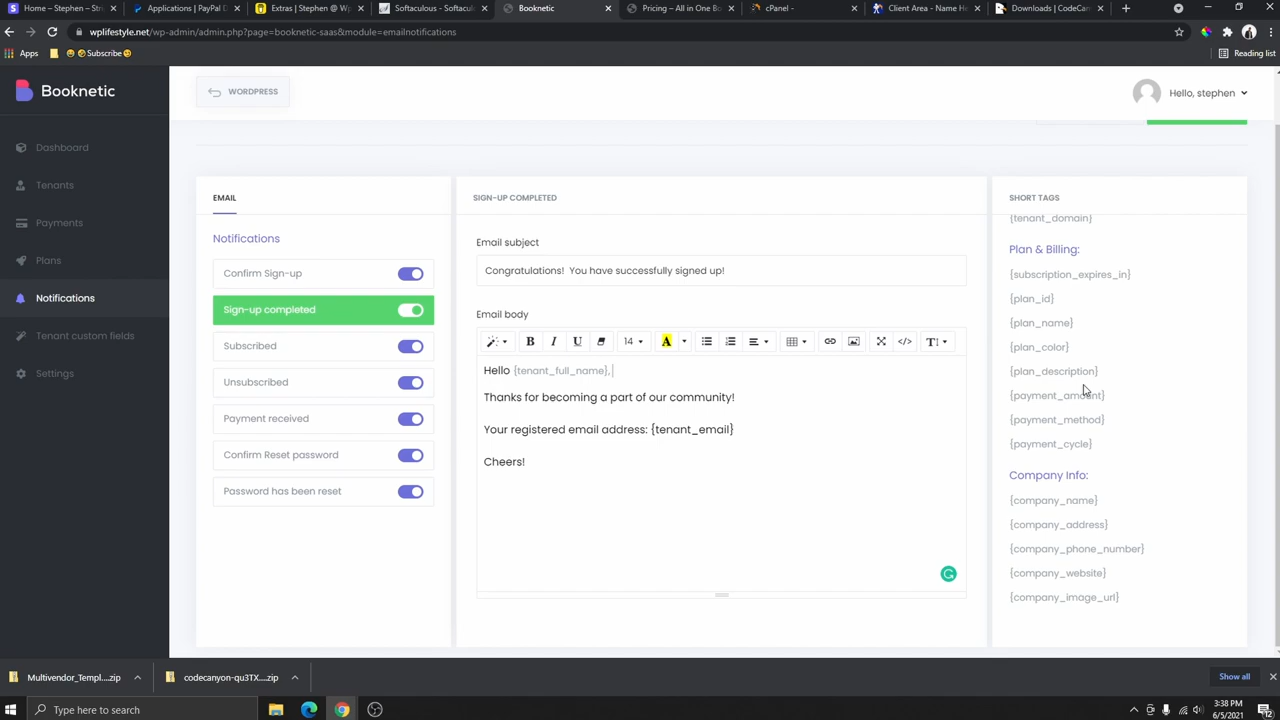 Home – Stephen – Str
Applications | PayPal D
Extras | Stephen @ Wp
Softaculous - Softacul
Booknetic
Pricing – All in One Bo
cPanel -
Client Area - Name He
Downloads | CodeCan
wplifestyle.net/wp-admin/admin.php?page=booknetic-saas&module=emailnotifications
Apps
Subscribe
Reading list
Booknetic
WORDPRESS
Hello, stephen
Dashboard
Tenants
Payments
Plans
Notifications
Tenant custom fields
Settings
EMAIL
Notifications
Confirm Sign-up
Sign-up completed
Subscribed
Unsubscribed
Payment received
Confirm Reset password
Password has been reset
SIGN-UP COMPLETED
Email subject
Congratulations! You have successfully signed up!
Email body
B I U 14 A </> T
Hello {tenant_full_name},
Thanks for becoming a part of our community!
Your registered email address: {tenant_email}
Cheers!
SHORT TAGS
{tenant_domain}
Plan & Billing:
{subscription_expires_in}
{plan_id}
{plan_name}
{plan_color}
{plan_description}
{payment_amount}
{payment_method}
{payment_cycle}
Company Info:
{company_name}
{company_address}
{company_phone_number}
{company_website}
{company_image_url}
Multivendor_Templ....zip
codecanyon-qu3TX....zip
Show all
Type here to search
3:38 PM
6/5/2021